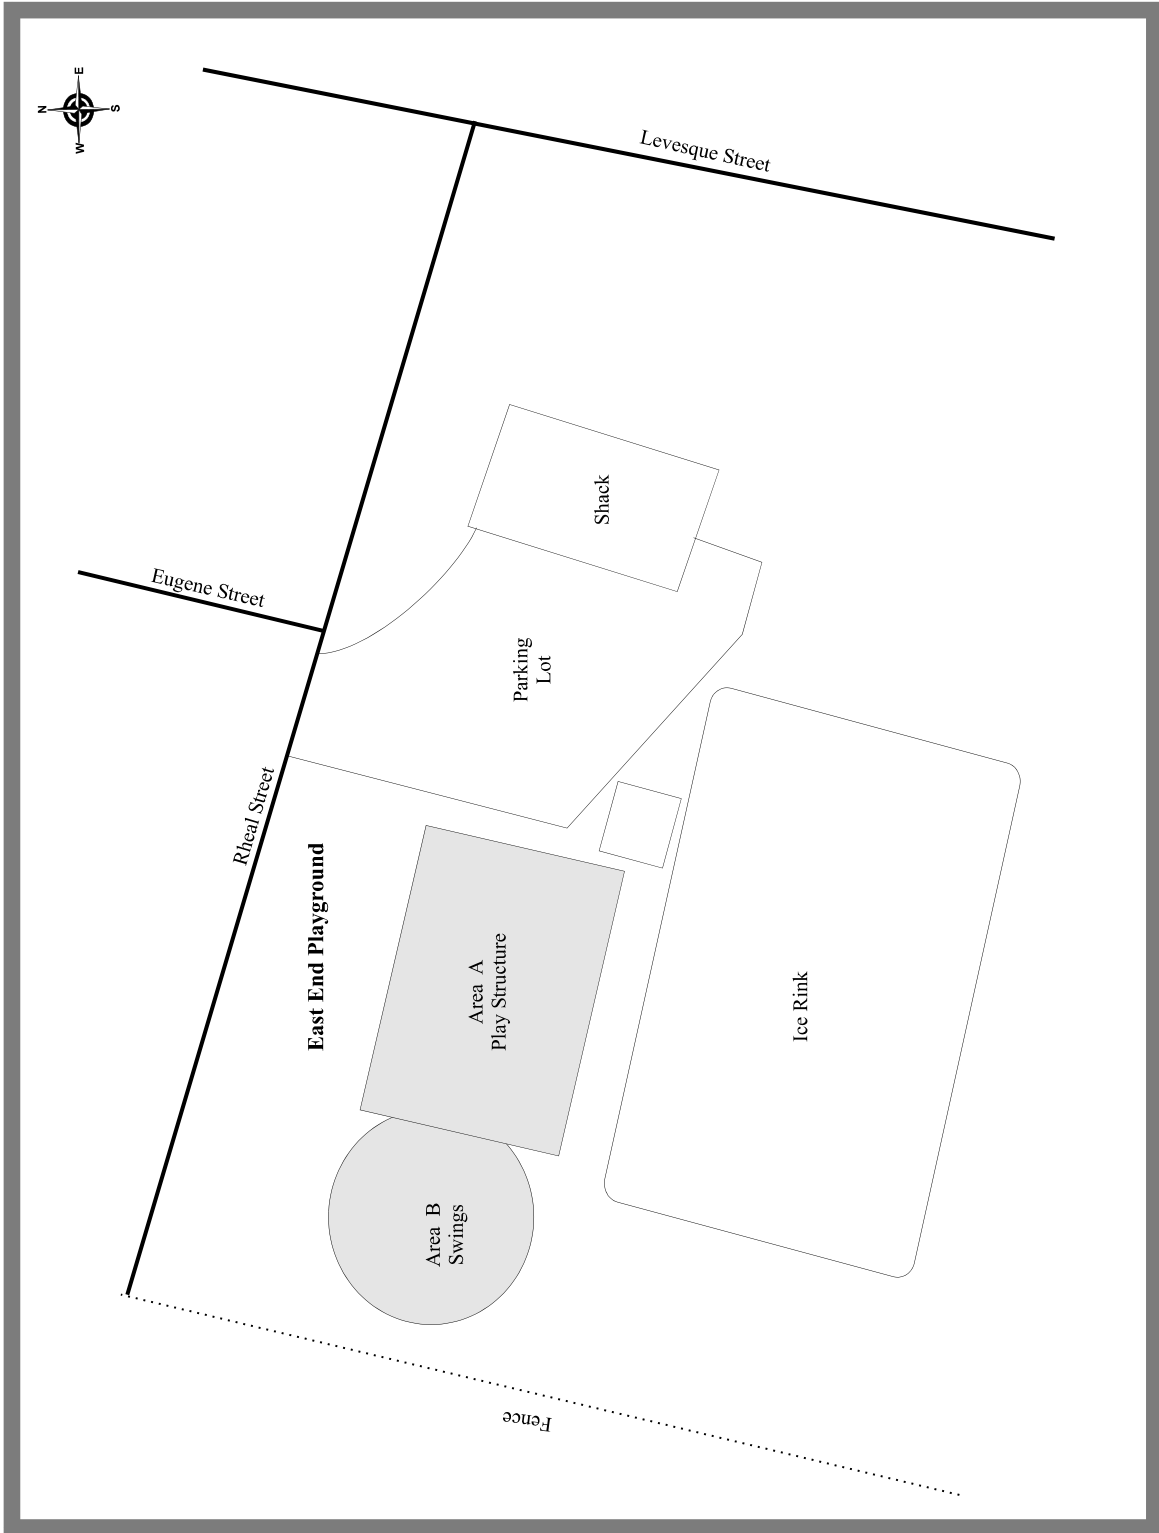 E
N
S
W
Levesque Street
Shack
Eugene Street
Parking
Lot
Rheal Street
East End Playground
Area A
Play Structure
Ice Rink
Area B
Swings
Fence